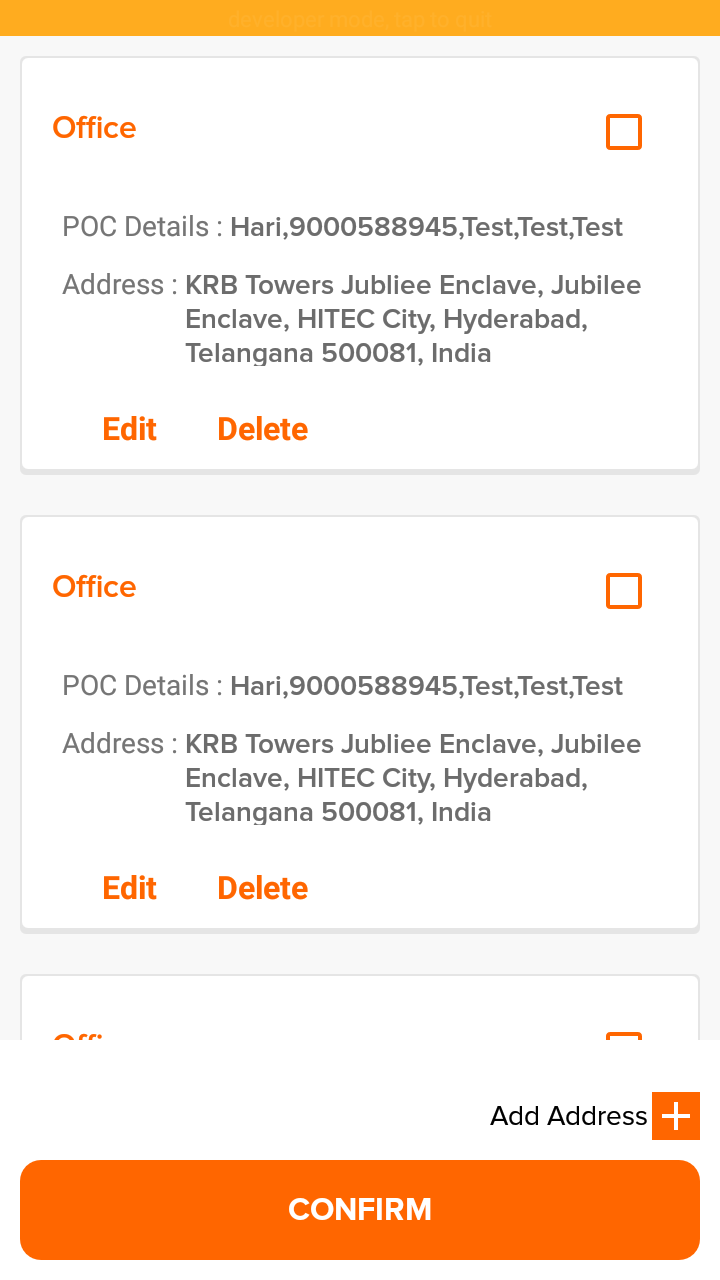 developer mode, tap to quit
Office
POC Details : Hari,9000588945,Test,Test,Test
Address : KRB Towers Jubliee Enclave, Jubilee
Enclave, HITEC City, Hyderabad,
Telangana 500081, India
Edit Delete
Office
POC Details : Hari,9000588945,Test,Test,Test
Address : KRB Towers Jubliee Enclave, Jubilee
Enclave, HITEC City, Hyderabad,
Telangana 500081, India
Edit Delete
Add Address
CONFIRM